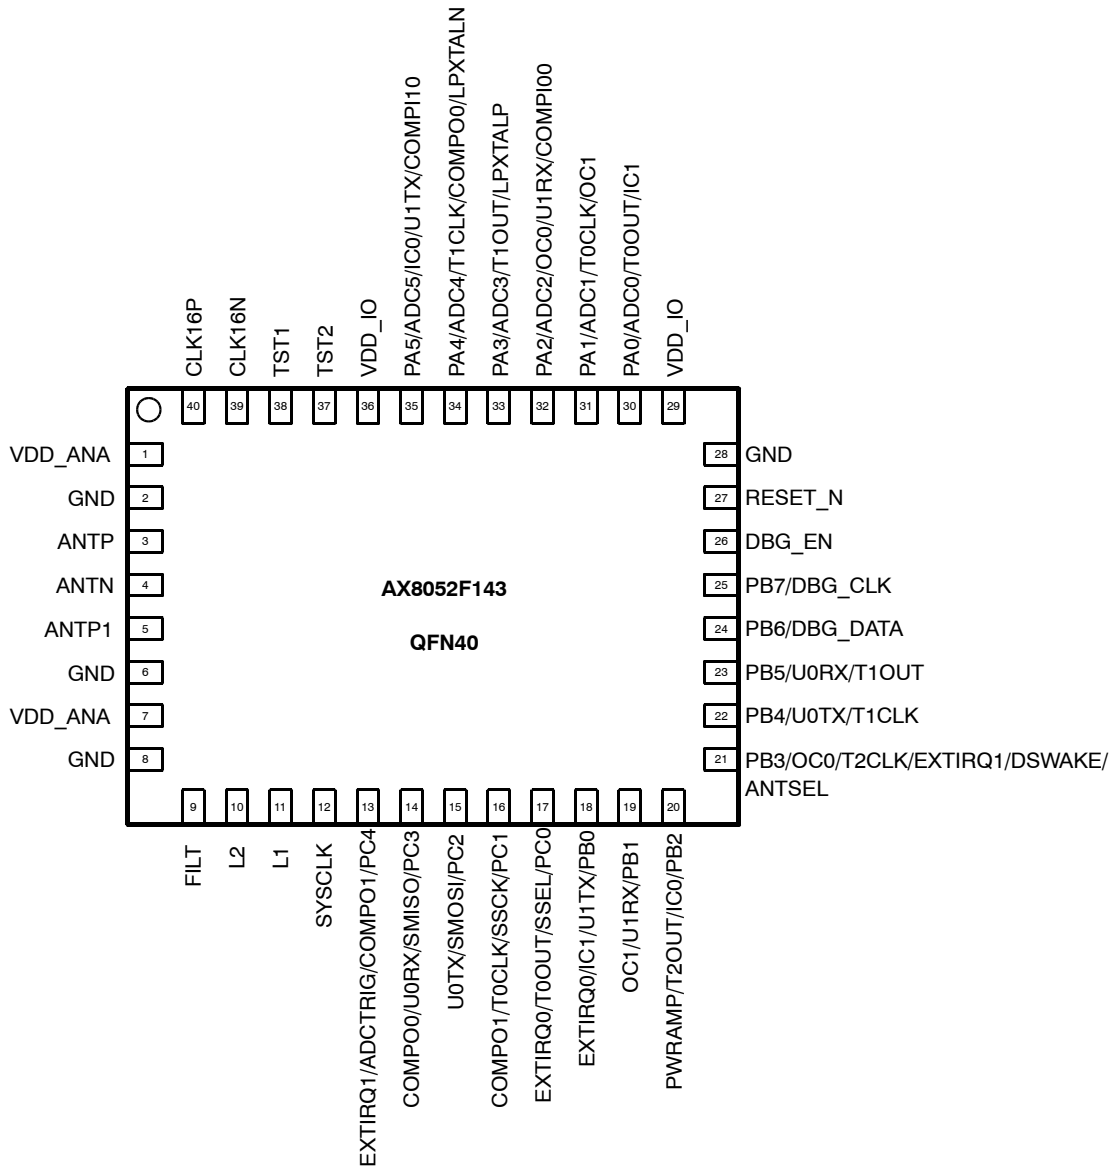 CLK16P
CLK16N
TST1
TST2
VDD_IO
PA5/ADC5/IC0/U1TX/COMPI10
PA4/ADC4/T1CLK/COMPO0/LPXTALN
PA3/ADC3/T1OUT/LPXTALP
PA2/ADC2/OC0/U1RX/COMPI00
PA1/ADC1/T0CLK/OC1
PA0/ADC0/T0OUT/IC1
VDD_IO
40
39
38
37
36
35
34
33
32
31
30
29
VDD_ANA 1
GND 2
ANTP 3
ANTN 4
ANTP1 5
GND 6
VDD_ANA 7
GND 8
AX8052F143
QFN40
28 GND
27 RESET_N
26 DBG_EN
25 PB7/DBG_CLK
24 PB6/DBG_DATA
23 PB5/U0RX/T1OUT
22 PB4/U0TX/T1CLK
21 PB3/OC0/T2CLK/EXTIRQ1/DSWAKE/
ANTSEL
9
10
11
12
13
14
15
16
17
18
19
20
FILT
L2
L1
SYSCLK
EXTIRQ1/ADCTRIG/COMPO1/PC4
COMPO0/U0RX/SMISO/PC3
U0TX/SMOSI/PC2
COMPO1/T0CLK/SSCK/PC1
EXTIRQ0/T0OUT/SSEL/PC0
EXTIRQ0/IC1/U1TX/PB0
OC1/U1RX/PB1
PWRAMP/T2OUT/IC0/PB2